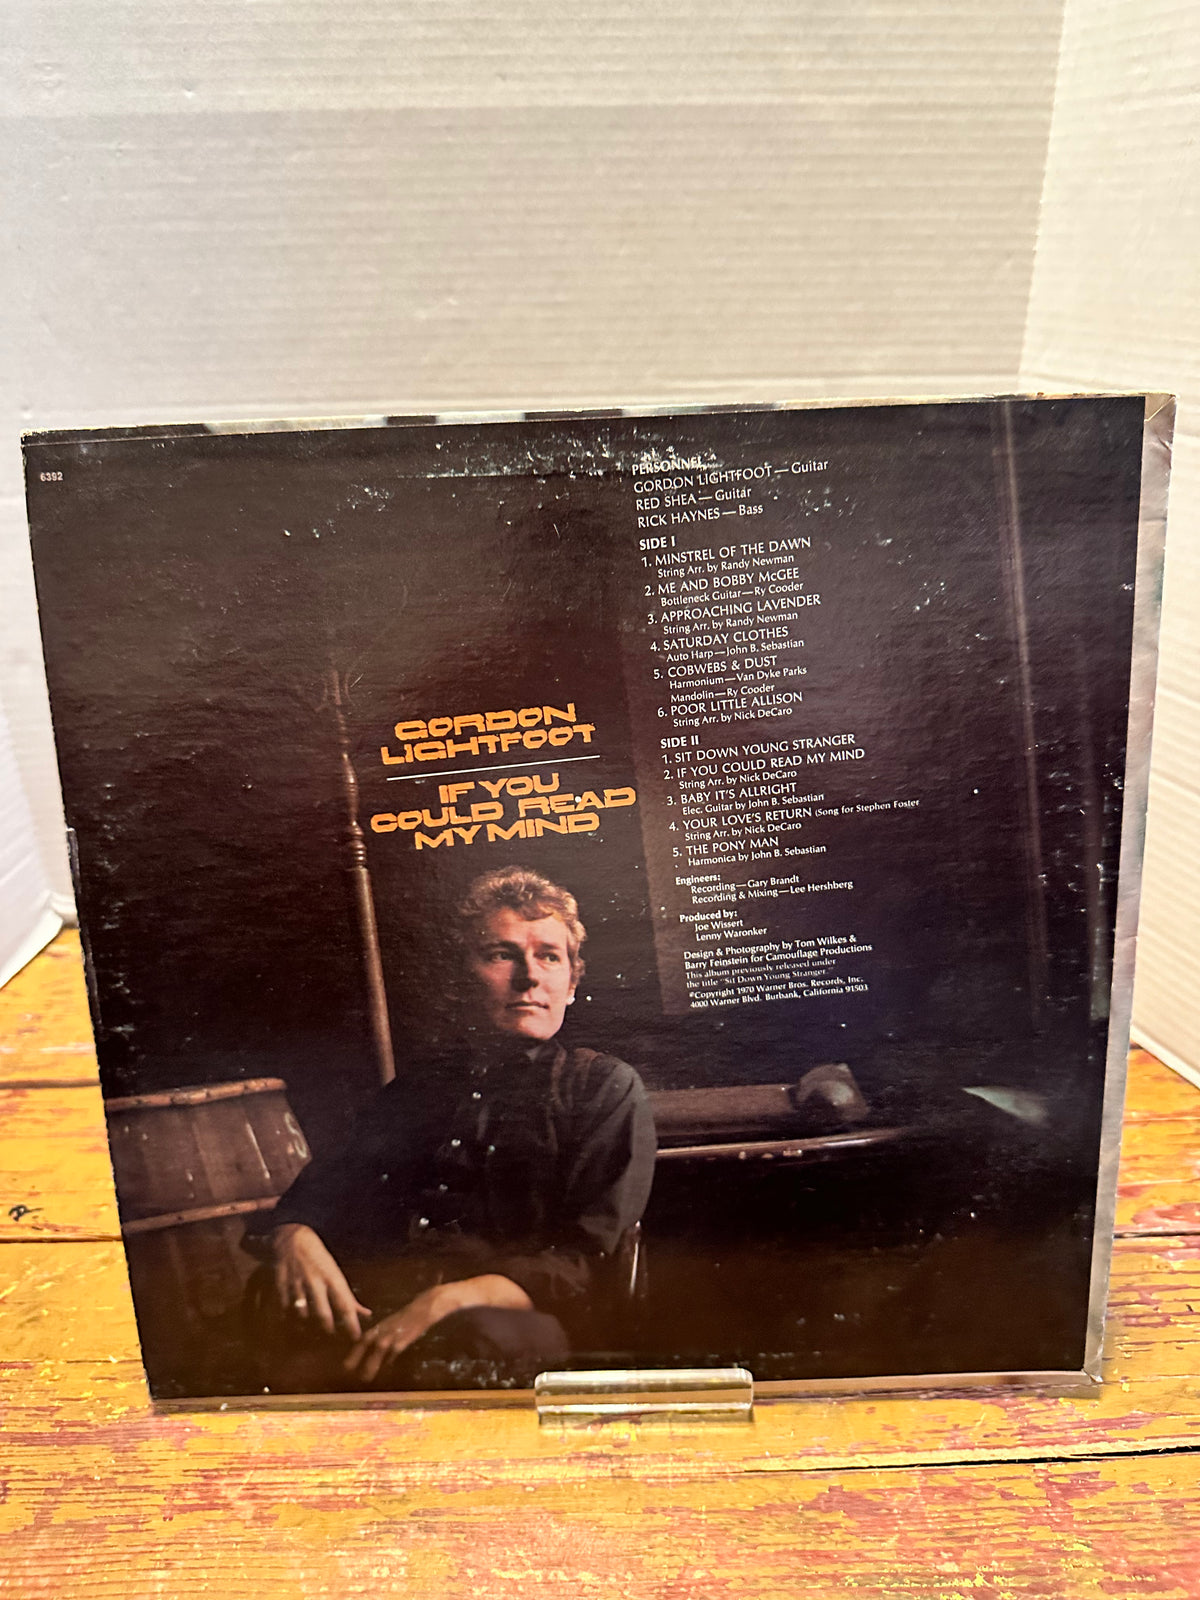 6392
PERSONNEL
GORDON LIGHTFOOT — Guitar
RED SHEA — Guitar
RICK HAYNES — Bass
SIDE I
1. MINSTREL OF THE DAWN
String Arr. by Randy Newman
2. ME AND BOBBY McGEE
Bottleneck Guitar—Ry Cooder
3. APPROACHING LAVENDER
String Arr. by Randy Newman
4. SATURDAY CLOTHES
Auto Harp—John B. Sebastian
5. COBWEBS & DUST
Harmonium—Van Dyke Parks
Mandolin—Ry Cooder
6. POOR LITTLE ALLISON
String Arr. by Nick DeCaro
SIDE II
1. SIT DOWN YOUNG STRANGER
2. IF YOU COULD READ MY MIND
String Arr. by Nick DeCaro
3. BABY IT'S ALLRIGHT
Elec. Guitar by John B. Sebastian
4. YOUR LOVE'S RETURN (Song for Stephen Foster
String Arr. by Nick DeCaro
5. THE PONY MAN
Harmonica by John B. Sebastian
Engineers:
Recording—Gary Brandt
Recording & Mixing—Lee Hershberg
Produced by:
Joe Wissert
Lenny Waronker
Design & Photography by Tom Wilkes &
Barry Feinstein for Camouflage Productions
This album previously released under
the title "Sit Down Young Stranger."
©Copyright 1970 Warner Bros. Records, Inc.
4000 Warner Blvd. Burbank, California 91503
GORDON
LIGHTFOOT
IF YOU
COULD READ
MY MIND
S